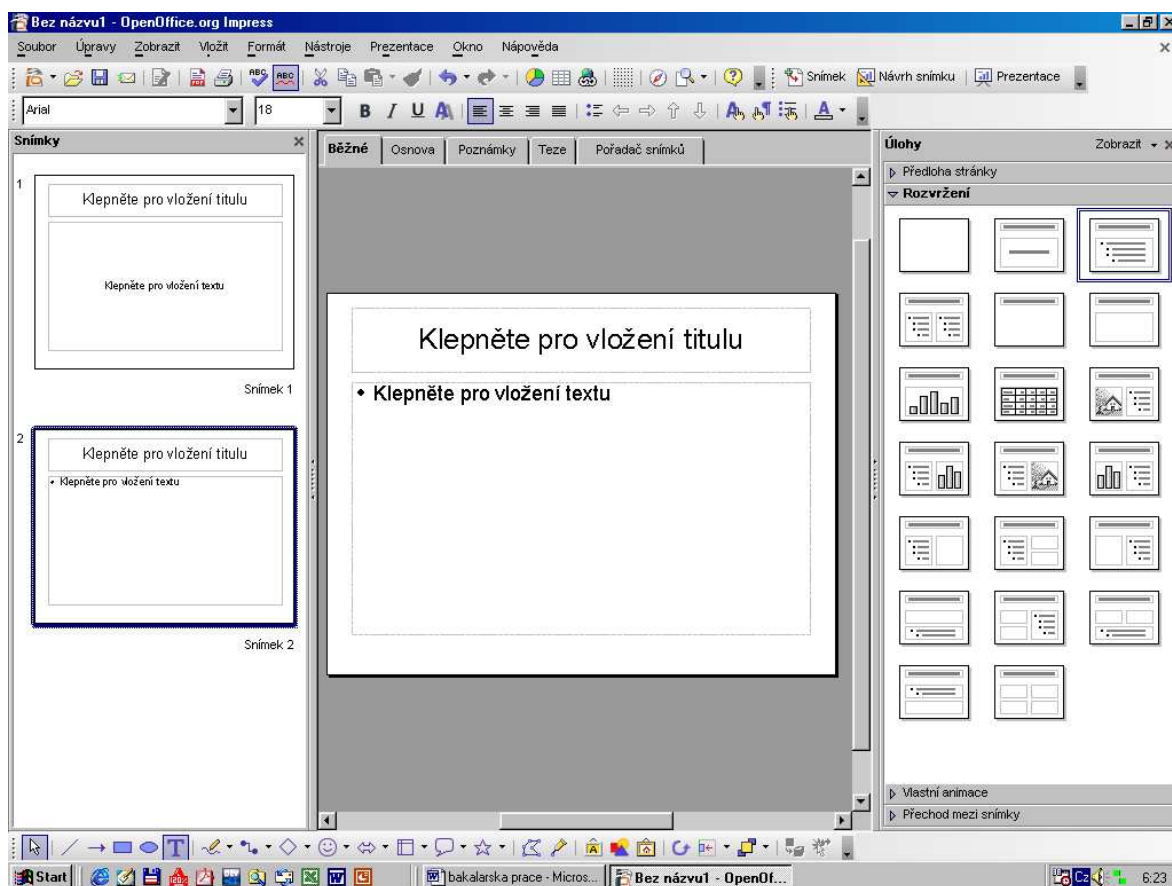 Bez názvu1 - OpenOffice.org Impress
Soubor Úpravy Zobrazit Vložit Formát Nástroje Prezentace Okno Nápověda
Snímek Návrh snímku Prezentace
Arial 18
Snímky
Běžné Osnova Poznámky Teze Pořadač snímků
Úlohy Zobrazit
Předloha stránky
Rozvržení
1
Klepněte pro vložení titulu
Klepněte pro vložení textu
Snímek 1
2
Klepněte pro vložení titulu
• Klepněte pro vložení textu
Snímek 2
Klepněte pro vložení titulu
• Klepněte pro vložení textu
Vlastní animace
Přechod mezi snímky
Start bakalarska prace - Micros... Bez názvu1 - OpenOf... Cz 6:23